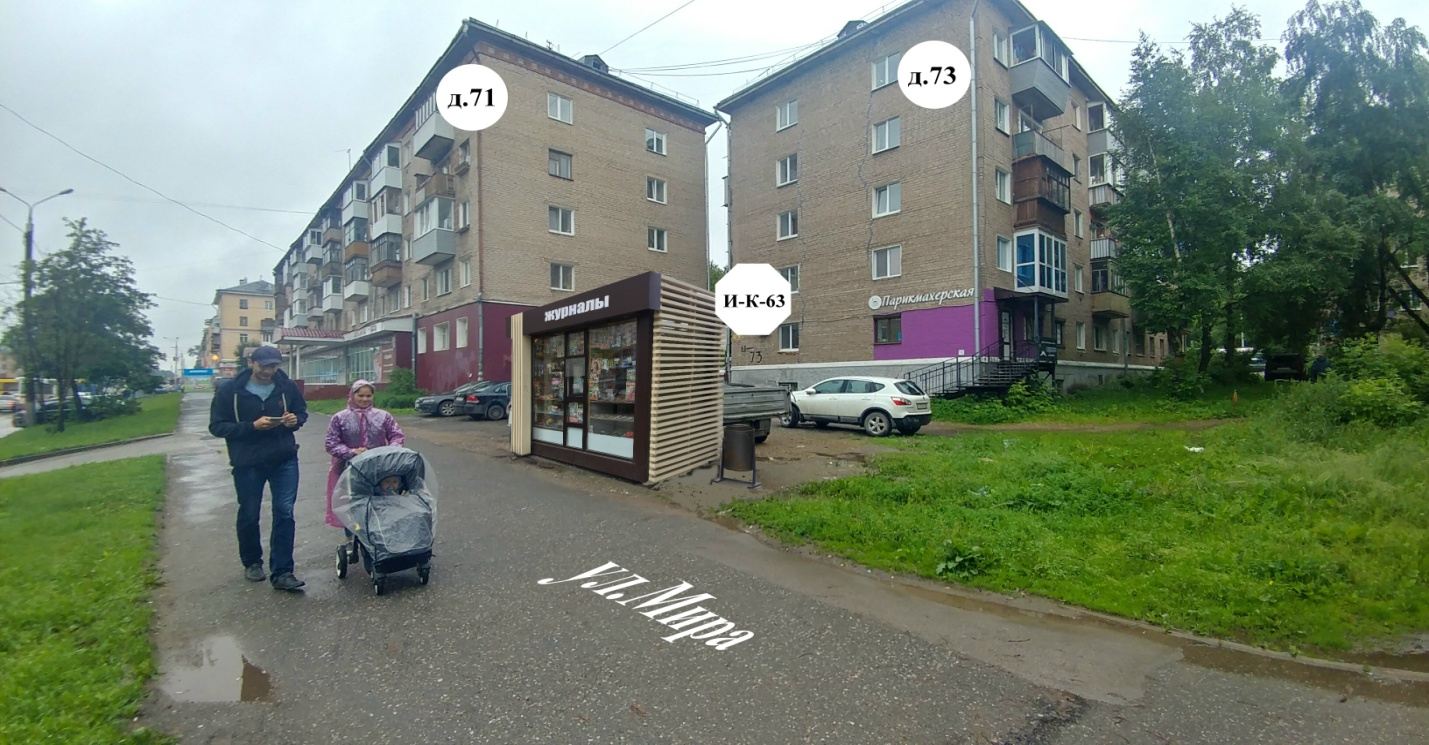 д.71
д.73
И-К-63
журналы
Парикмахерская
73
ул.Мира